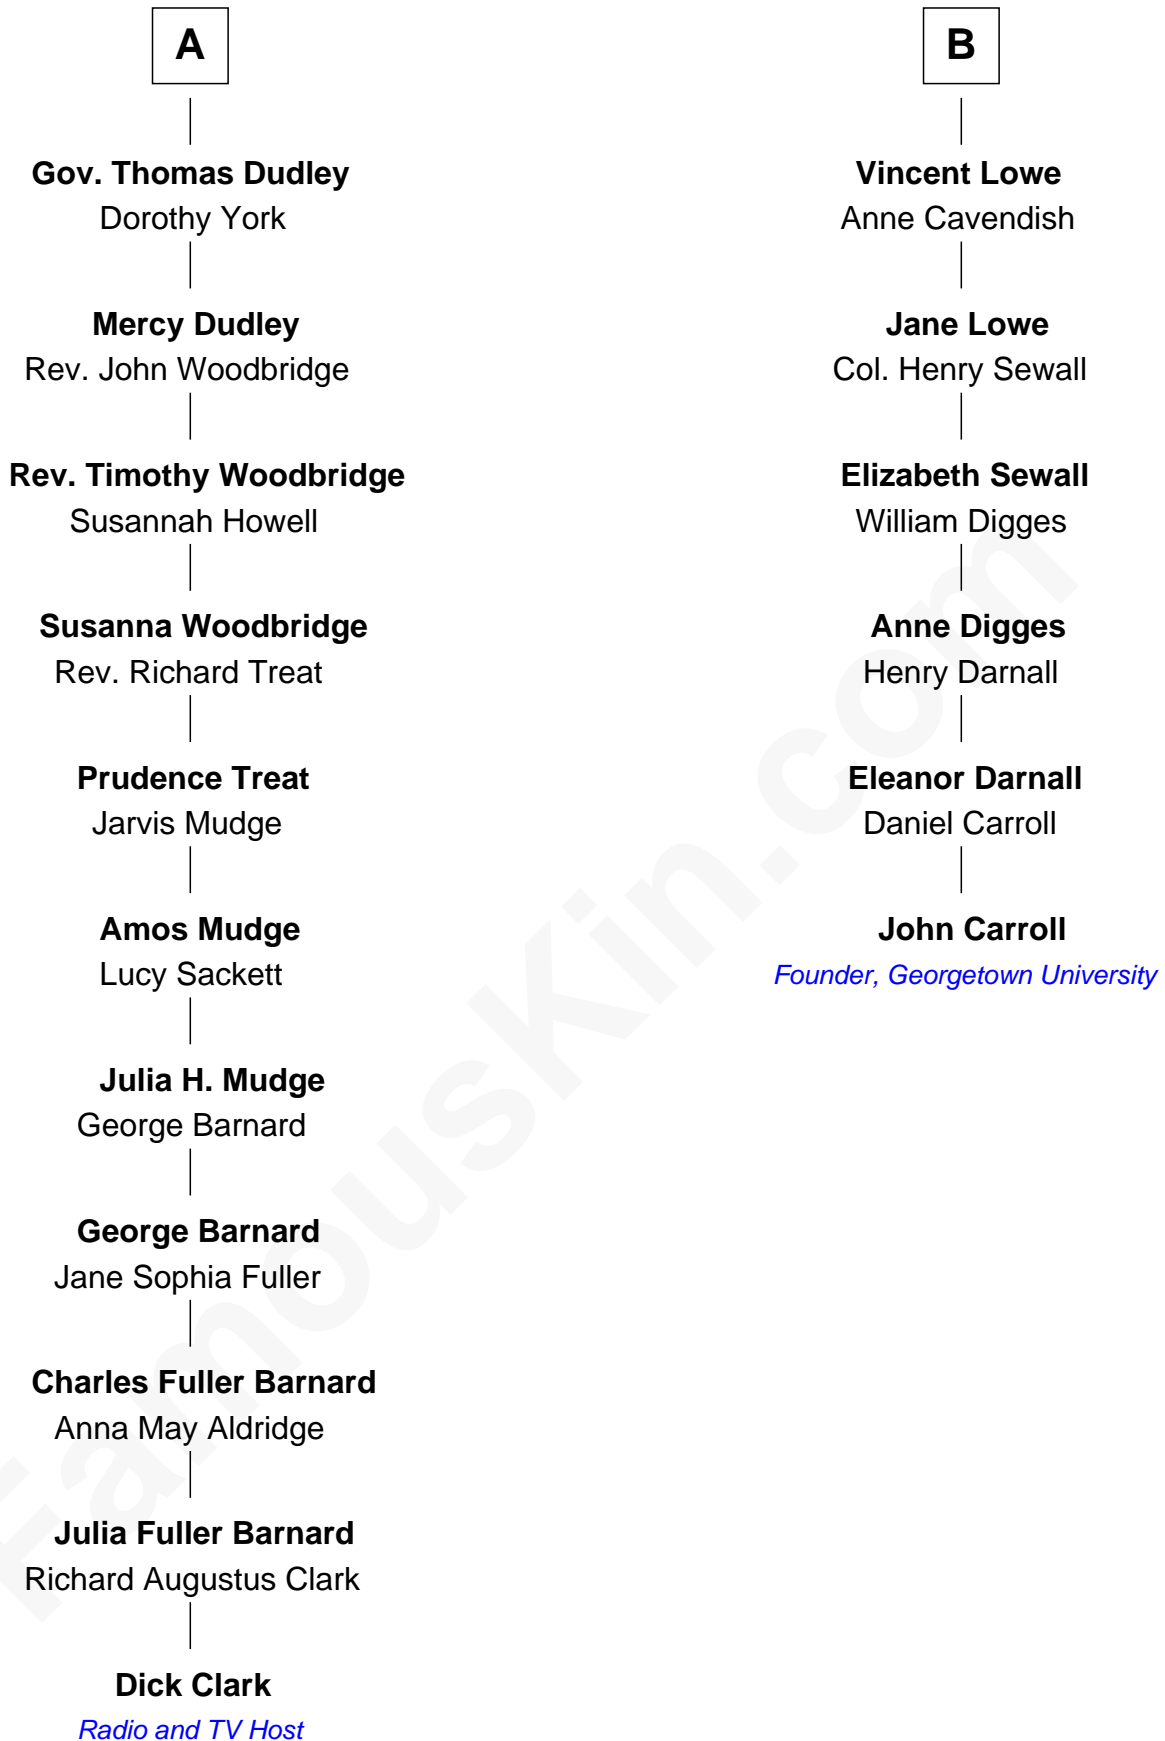 A
Gov. Thomas Dudley
Dorothy York
Mercy Dudley
Rev. John Woodbridge
Rev. Timothy Woodbridge
Susannah Howell
Susanna Woodbridge
Rev. Richard Treat
Prudence Treat
Jarvis Mudge
Amos Mudge
Lucy Sackett
Julia H. Mudge
George Barnard
George Barnard
Jane Sophia Fuller
Charles Fuller Barnard
Anna May Aldridge
Julia Fuller Barnard
Richard Augustus Clark
Dick Clark
Radio and TV Host
B
Vincent Lowe
Anne Cavendish
Jane Lowe
Col. Henry Sewall
Elizabeth Sewall
William Digges
Anne Digges
Henry Darnall
Eleanor Darnall
Daniel Carroll
John Carroll
Founder, Georgetown University
FamousKin.com